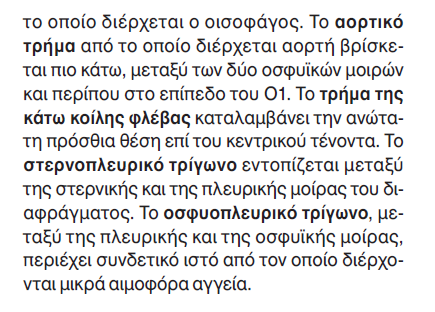 το οποίο διέρχεται ο οισοφάγος. Το αορτικό
τρήμα από το οποίο διέρχεται αορτή βρίσκε-
ται πιο κάτω, μεταξύ των δύο οσφυϊκών μοιρών
και περίπου στο επίπεδο του Ο1. Το τρήμα της
κάτω κοίλης φλέβας καταλαμβάνει την ανώτα-
τη πρόσθια θέση επί του κεντρικού τένοντα. Το
στερνοπλευρικό τρίγωνο εντοπίζεται μεταξύ
της στερνικής και της πλευρικής μοίρας του δι-
αφράγματος. Το οσφυοπλευρικό τρίγωνο, με-
ταξύ της πλευρικής και της οσφυϊκής μοίρας,
περιέχει συνδετικό ιστό από τον οποίο διέρχο-
νται μικρά αιμοφόρα αγγεία.